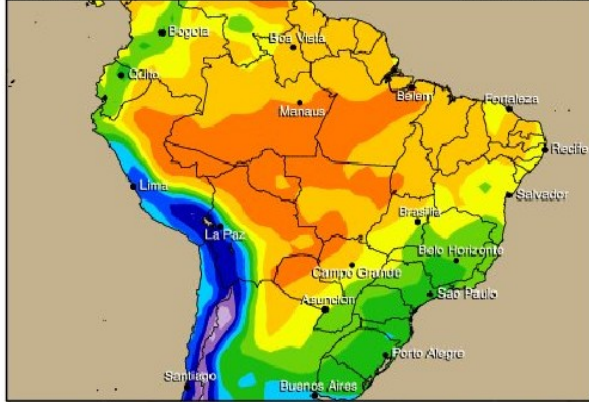 Bogota
Boa Vista
Quito
Manaus
Belem
Fortaleza
Recife
Lima
Salvador
La Paz
Brasilia
Belo Horizonte
Campo Grande
Asuncion
Sao Paulo
Porto Alegre
Santiago
Buenos Aires